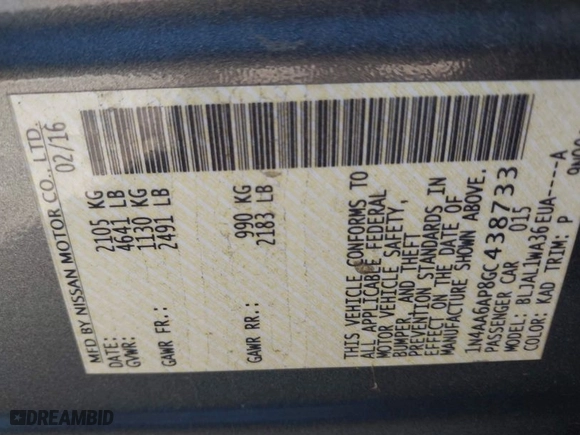 MFD BY NISSAN MOTOR CO., LTD.
DATE: 02/16
GVWR: 2105 KG
4641 LB
GAWR FR.: 1130 KG
2491 LB
GAWR RR.: 990 KG
2183 LB
THIS VEHICLE CONFORMS TO
ALL APPLICABLE FEDERAL
MOTOR VEHICLE SAFETY,
BUMPER, AND THEFT
PREVENTION STANDARDS IN
EFFECT ON THE DATE OF
MANUFACTURE SHOWN ABOVE.
1N4AA6AP8GC438733
PASSENGER CAR 015
MODEL: BLJALLWA36EUA-----A
COLOR: KAD TRIM: P
DREAMBID